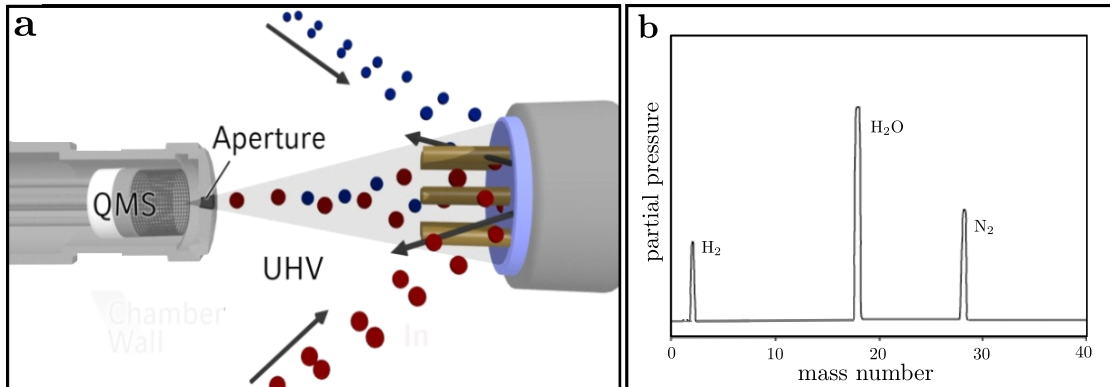 a
Aperture
QMS
UHV
Chamber
Wall
In
b
partial pressure
H₂
H₂O
N₂
0 10 20 30 40
mass number